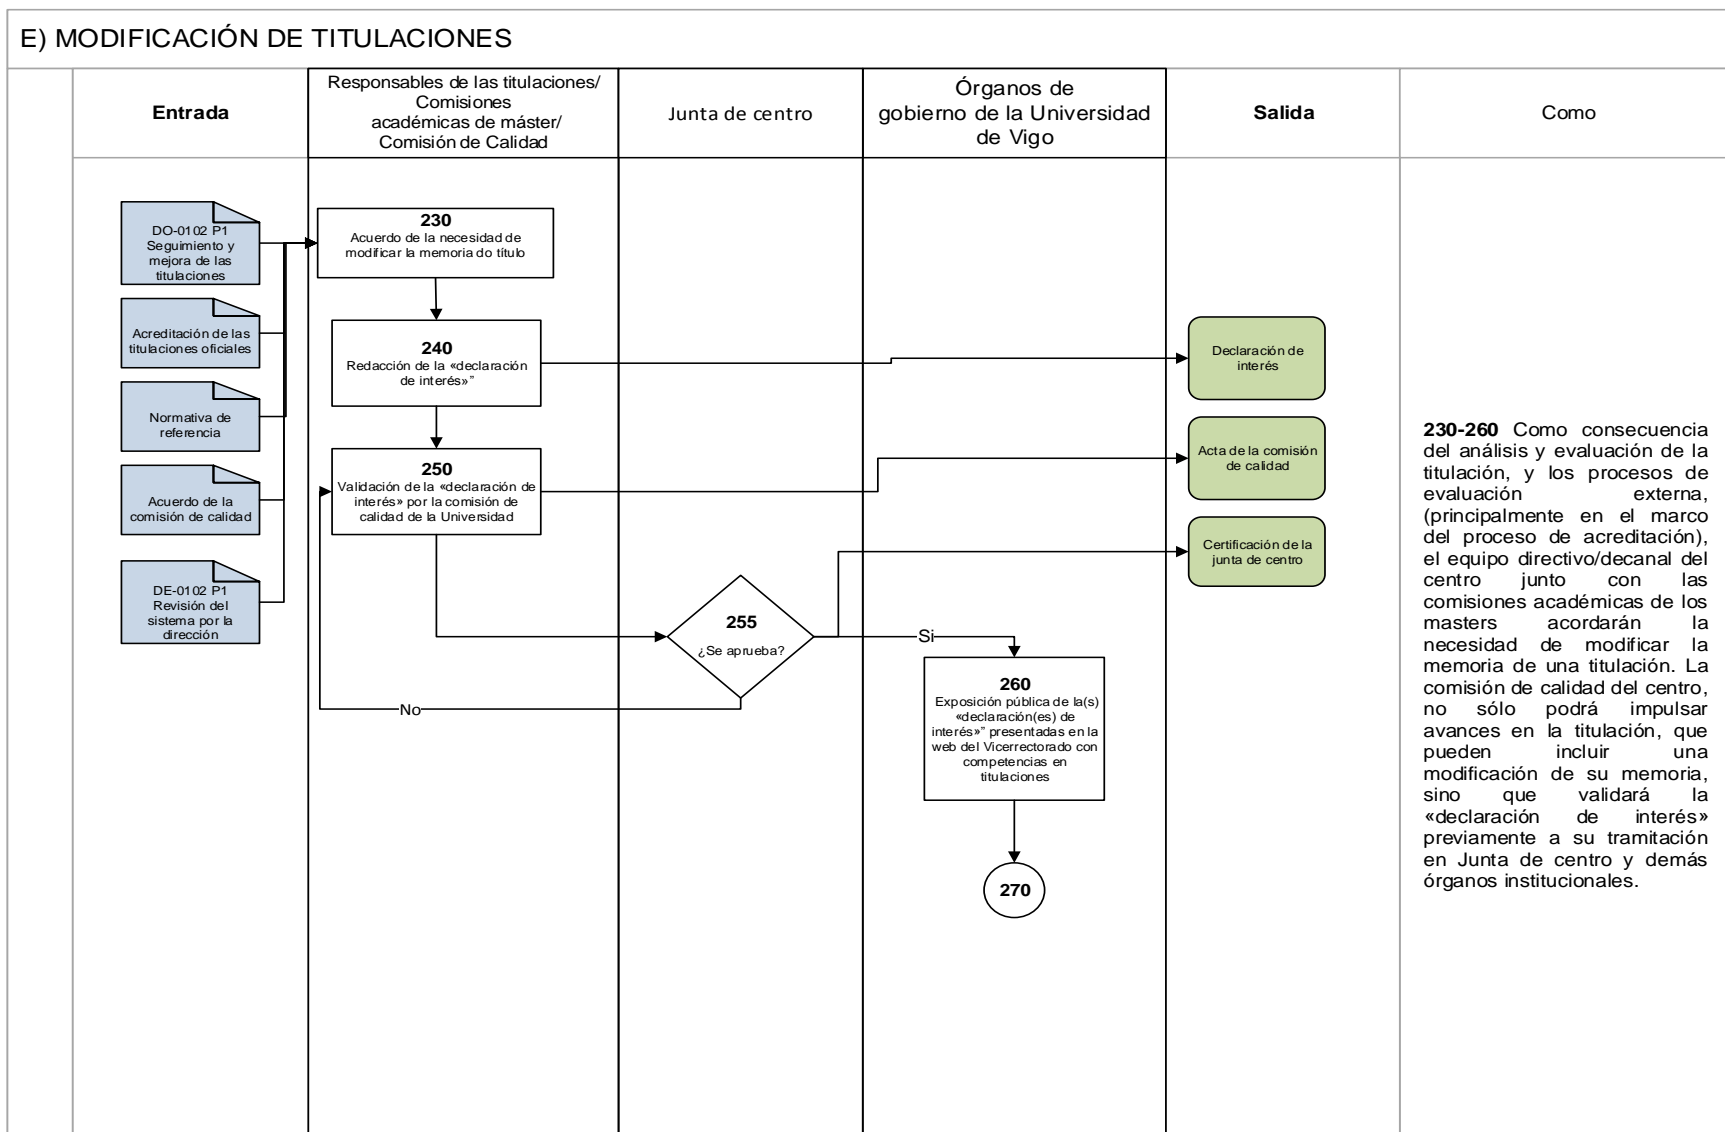 E) MODIFICACIÓN DE TITULACIONES
Entrada
Responsables de las titulaciones/
Comisiones
académicas de máster/
Comisión de Calidad
Junta de centro
Órganos de
gobierno de la Universidad
de Vigo
Salida
Como
DO-0102 P1
Seguimiento y
mejora de las
titulaciones
Acreditación de las
titulaciones oficiales
Normativa de
referencia
Acuerdo de la
comisión de calidad
DE-0102 P1
Revisión del
sistema por la
dirección
230
Acuerdo de la necesidad de
modificar la memoria do título
240
Redacción de la «declaración
de interés»”
250
Validación de la «declaración de
interés» por la comisión de
calidad de la Universidad
255
¿Se aprueba?
Si
No
260
Exposición pública de la(s)
«declaración(es) de
interés»” presentadas en la
web del Vicerrectorado con
competencias en
titulaciones
270
Declaración de
interés
Acta de la comisión
de calidad
Certificación de la
junta de centro
230-260 Como consecuencia
del análisis y evaluación de la
titulación, y los procesos de
evaluación externa,
(principalmente en el marco
del proceso de acreditación),
el equipo directivo/decanal del
centro junto con las
comisiones académicas de los
masters acordarán la
necesidad de modificar la
memoria de una titulación. La
comisión de calidad del centro,
no sólo podrá impulsar
avances en la titulación, que
pueden incluir una
modificación de su memoria,
sino que validará la
«declaración de interés»
previamente a su tramitación
en Junta de centro y demás
órganos institucionales.